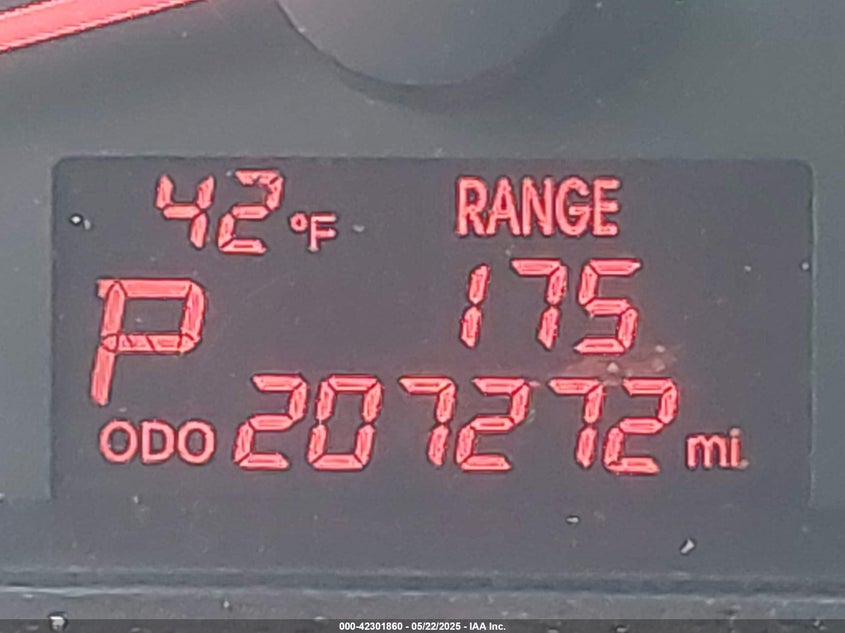 42 °F RANGE
P 175
ODO 207272 mi.
000-42301860 - 05/22/2025 - IAA Inc.